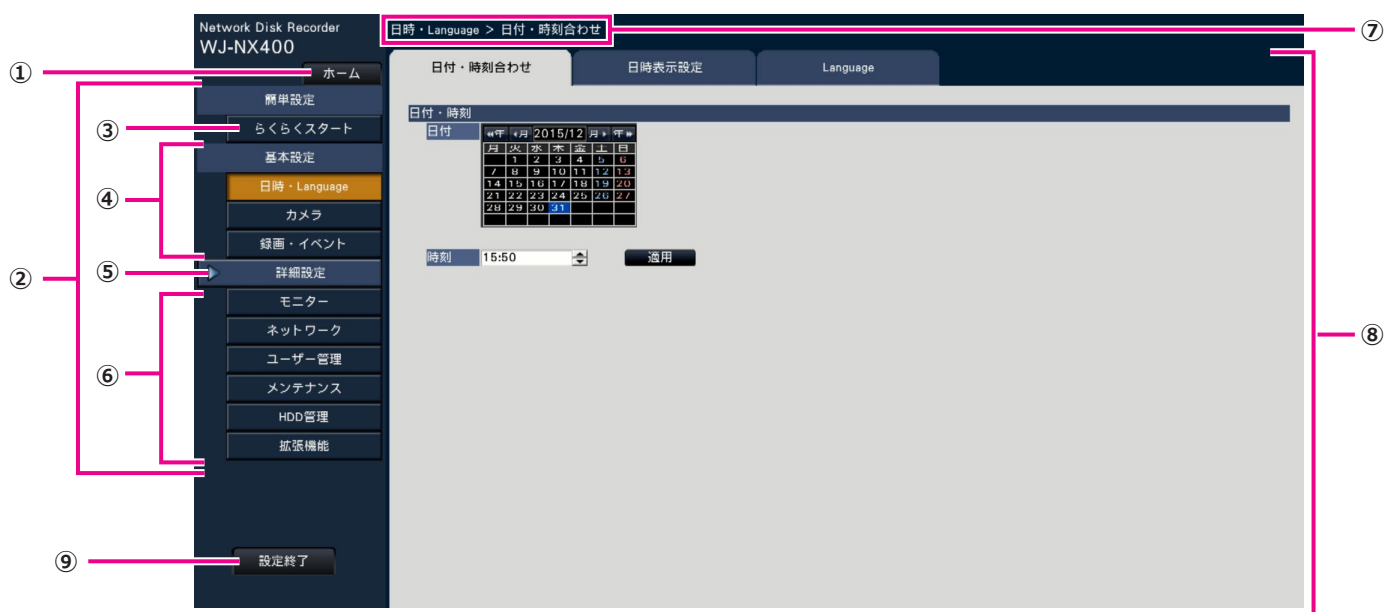 Network Disk Recorder
WJ-NX400
日時・Language > 日付・時刻合わせ
⑦
①
ホーム
日付・時刻合わせ 日時表示設定 Language
⑧
②
簡単設定
③
らくらくスタート
④
基本設定
日時・Language
カメラ
録画・イベント
⑤
詳細設定
⑥
モニター
ネットワーク
ユーザー管理
メンテナンス
HDD管理
拡張機能
⑨
設定終了
日付・時刻
日付
«年 ‹月 2015/12 月› 年»
月 火 水 木 金 土 日
1 2 3 4 5 6
7 8 9 10 11 12 13
14 15 16 17 18 19 20
21 22 23 24 25 26 27
28 29 30 31
時刻 15:50 適用